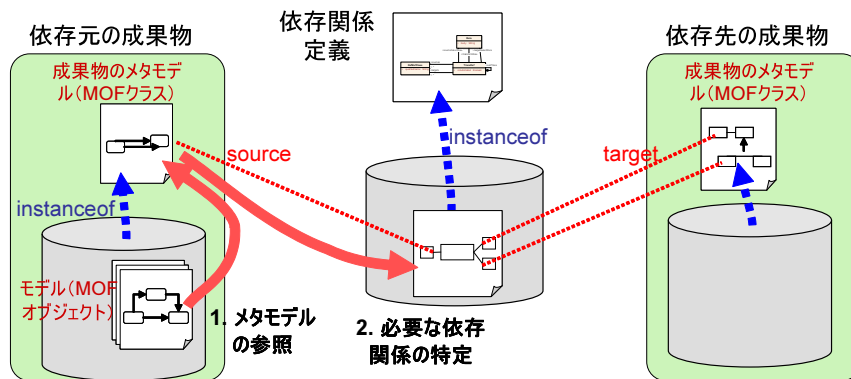 依存元の成果物
依存関係
定義
依存先の成果物
成果物のメタモデ
ル(MOFクラス)
成果物のメタモデ
ル(MOFクラス)
source
instanceof
target
instanceof
モデル(MOF
オブジェクト)
1. メタモデル
の参照
2. 必要な依存
関係の特定